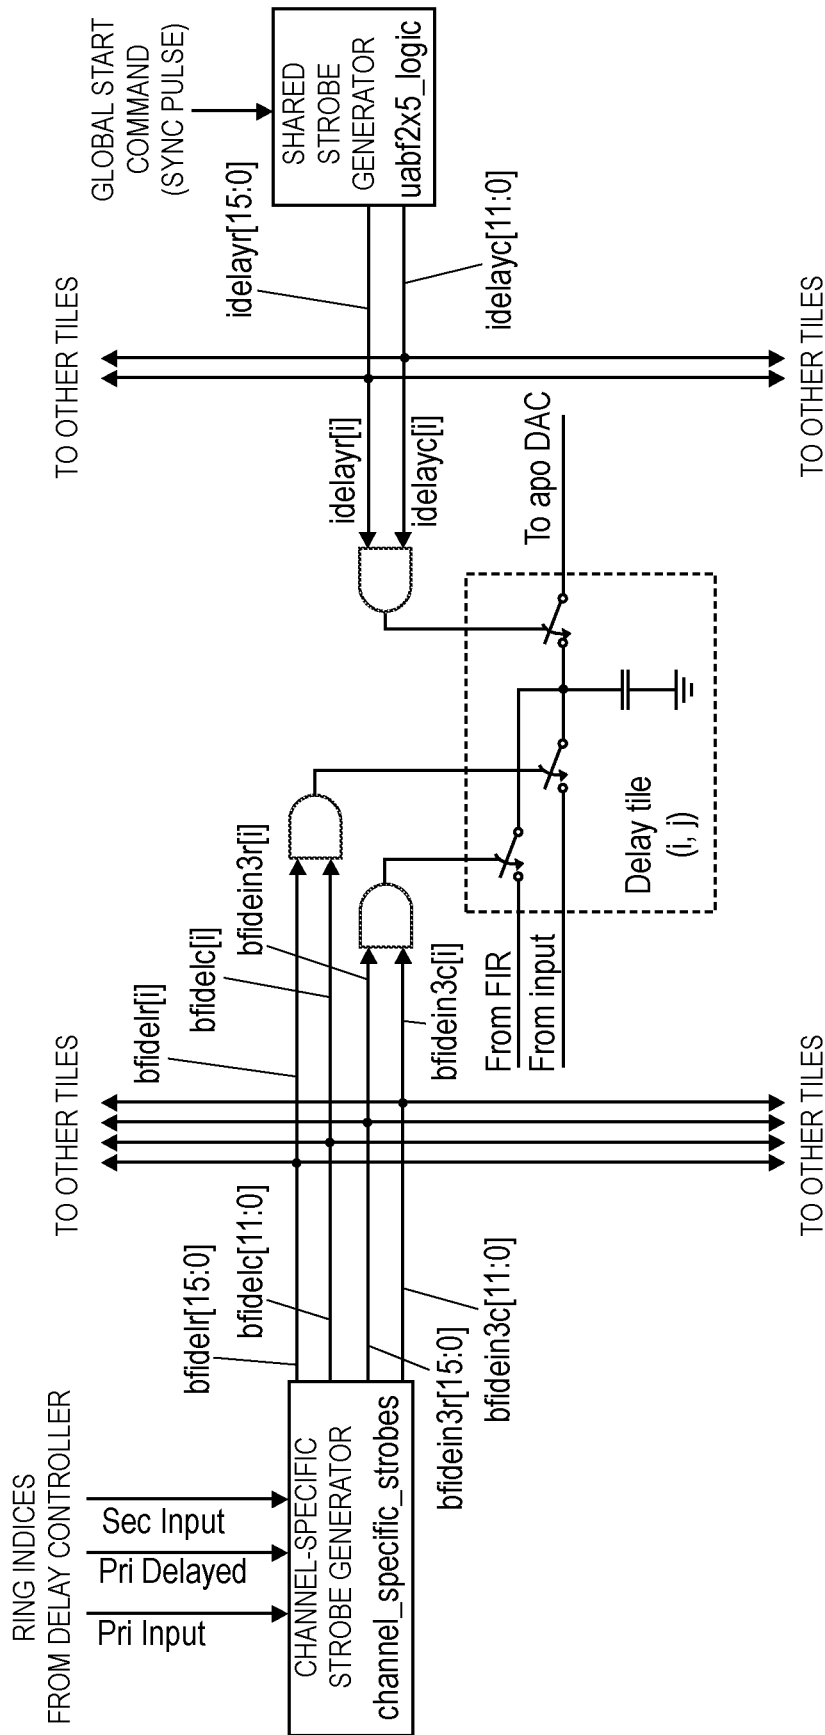 RING INDICES
FROM DELAY CONTROLLER
Pri Input
Pri Delayed
Sec Input
CHANNEL-SPECIFIC
STROBE GENERATOR
channel_specific_strobes
bfidelr[15:0]
bfidelc[11:0]
bfidein3r[15:0]
bfidein3c[11:0]
TO OTHER TILES
TO OTHER TILES
bfidelr[i]
bfidelc[i]
bfidein3r[i]
bfidein3c[i]
From FIR
From input
Delay tile
(i, j)
To apo DAC
idelayr[i]
idelayc[i]
TO OTHER TILES
TO OTHER TILES
idelayr[15:0]
idelayc[11:0]
GLOBAL START
COMMAND
(SYNC PULSE)
SHARED
STROBE
GENERATOR
uabf2x5_logic